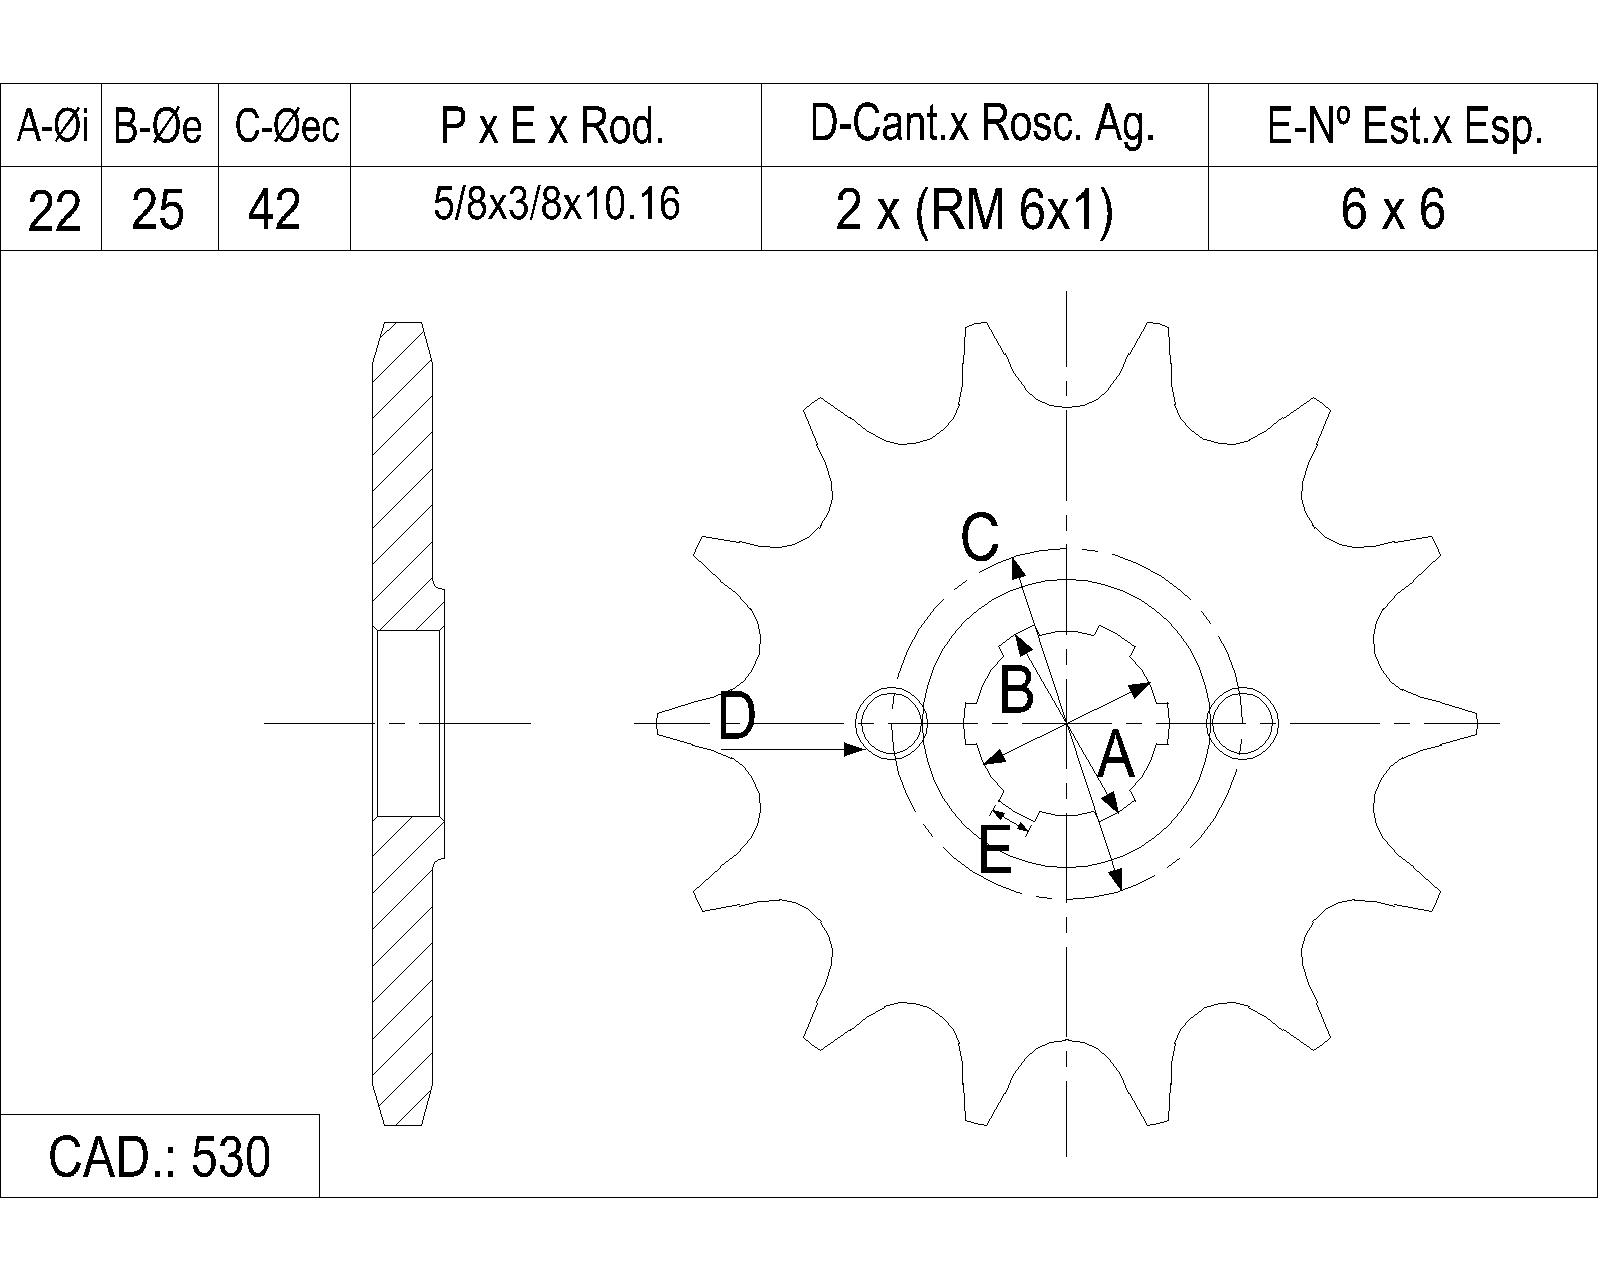 A-Øi B-Øe C-Øec P x E x Rod. D-Cant.x Rosc. Ag. E-Nº Est.x Esp.
22 25 42 5/8x3/8x10.16 2 x (RM 6x1) 6 x 6
C
B
D
A
E
CAD.: 530